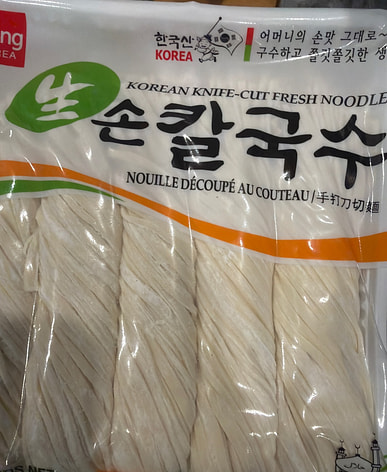 ng
REA
한국산
KOREA
어머니의 손맛 그대로~
구수하고 쫄깃쫄깃한 생
KOREAN KNIFE-CUT FRESH NOODLE
生
손칼국수
NOUILLE DÉCOUPÉ AU COUTEAU/手打刀切麵